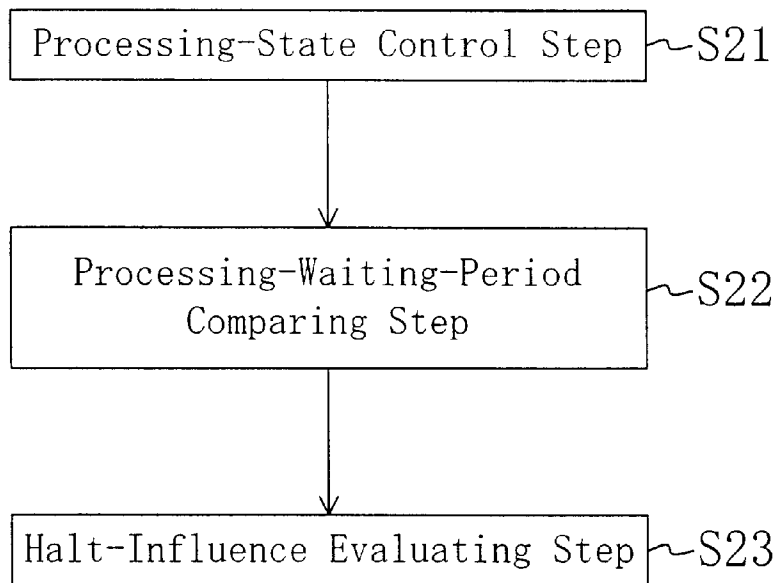 Processing-State Control Step S21
Processing-Waiting-Period S22
Comparing Step
Halt-Influence Evaluating Step S23